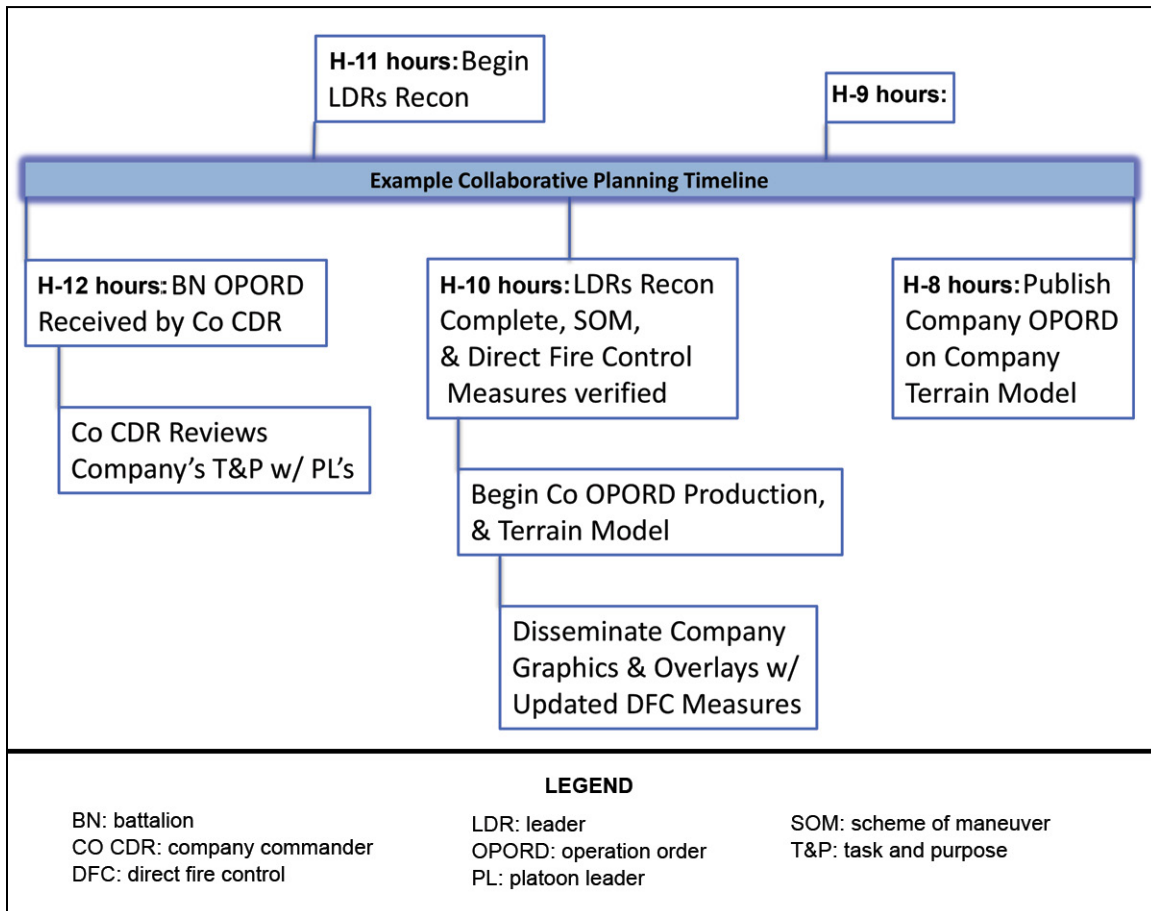 H-11 hours: Begin
LDRs Recon
H-9 hours:
Example Collaborative Planning Timeline
H-12 hours: BN OPORD
Received by Co CDR
Co CDR Reviews
Company’s T&P w/ PL’s
H-10 hours: LDRs Recon
Complete, SOM,
& Direct Fire Control
Measures verified
Begin Co OPORD Production,
& Terrain Model
Disseminate Company
Graphics & Overlays w/
Updated DFC Measures
H-8 hours: Publish
Company OPORD
on Company
Terrain Model
LEGEND
BN: battalion
CO CDR: company commander
DFC: direct fire control
LDR: leader
OPORD: operation order
PL: platoon leader
SOM: scheme of maneuver
T&P: task and purpose